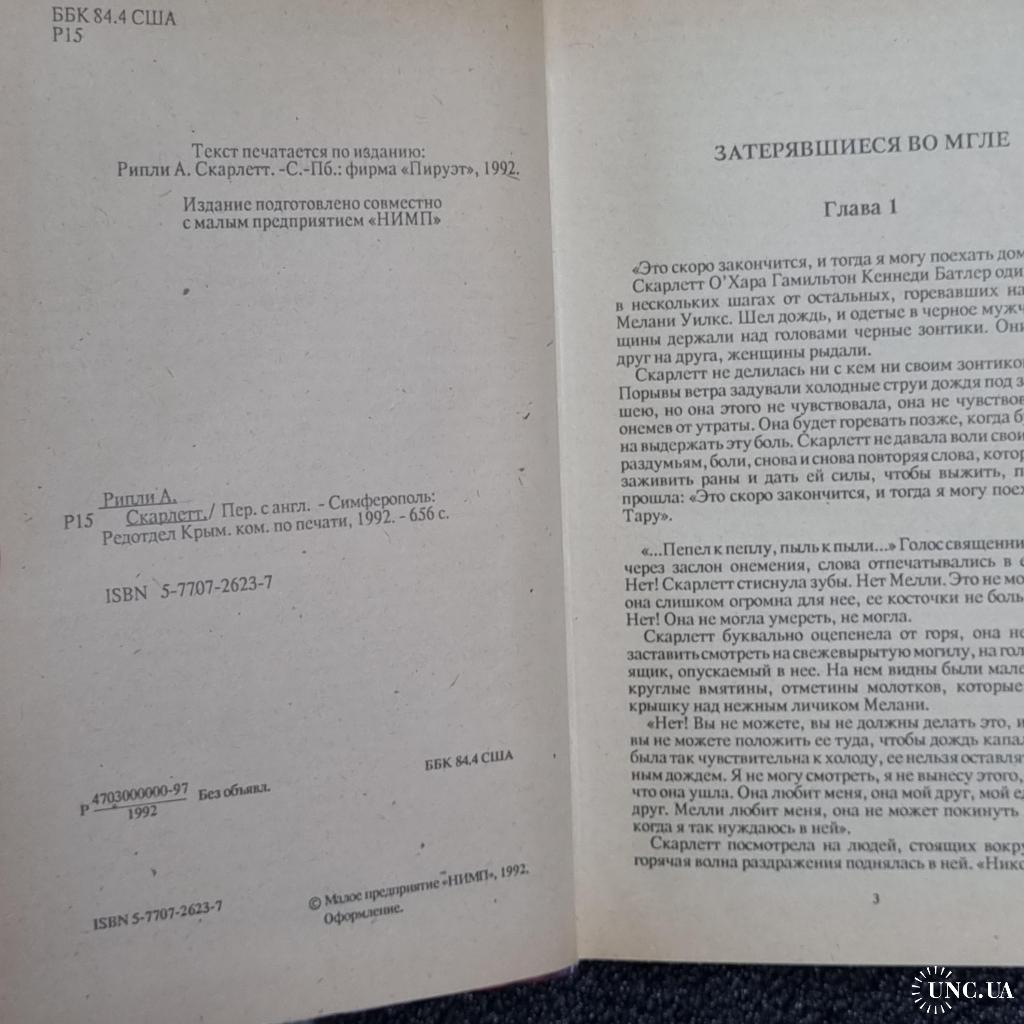 ББК 84.4 США
Р15
Текст печатается по изданию:
Рипли А. Скарлетт. -С.-Пб.: фирма «Пируэт», 1992.
Издание подготовлено совместно
с малым предприятием «НИМП»
Рипли А.
Р15 Скарлетт./ Пер. с англ. - Симферополь:
Редотдел Крым. ком. по печати, 1992. - 656 с.
ISBN 5-7707-2623-7
ББК 84.4 США
Р 4703000000-97 Без объявл.
1992
ISBN 5-7707-2623-7
© Малое предприятие «НИМП», 1992.
Оформление.
ЗАТЕРЯВШИЕСЯ ВО МГЛЕ
Глава 1
«Это скоро закончится, и тогда я могу поехать дом
Скарлетт О’Хара Гамильтон Кеннеди Батлер оди
в нескольких шагах от остальных, горевавших на
Мелани Уилкс. Шел дождь, и одетые в черное мужч
щины держали над головами черные зонтики. Они
друг на друга, женщины рыдали.
Скарлетт не делилась ни с кем ни своим зонтико
Порывы ветра задували холодные струи дождя под з
шею, но она этого не чувствовала, она не чувствов
онемев от утраты. Она будет горевать позже, когда б
на выдержать эту боль. Скарлетт не давала воли свои
раздумьям, боли, снова и снова повторяя слова, котор
заживить раны и дать ей силы, чтобы выжить, п
прошла: «Это скоро закончится, и тогда я могу поех
Тару».
«...Пепел к пеплу, пыль к пыли...» Голос священни
через заслон онемения, слова отпечатывались в е
Нет! Скарлетт стиснула зубы. Нет Мелли. Это не мо
она слишком огромна для нее, ее косточки не боль
Нет! Она не могла умереть, не могла.
Скарлетт буквально оцепенела от горя, она не
заставить смотреть на свежевырытую могилу, на гол
ящик, опускаемый в нее. На нем видны были мале
круглые вмятины, отметины молотков, которые
крышку над нежным личиком Мелани.
«Нет! Вы не можете, вы не должны делать это, и
вы не можете положить ее туда, чтобы дождь капал
была так чувствительна к холоду, ее нельзя оставлят
ным дождем. Я не могу смотреть, я не вынесу этого,
что она ушла. Она любит меня, она мой друг, мой е
друг. Мелли любит меня, она не может покинуть
когда я так нуждаюсь в ней».
Скарлетт посмотрела на людей, стоящих вокру
горячая волна раздражения поднялась в ней. «Нико
3
UNC.UA